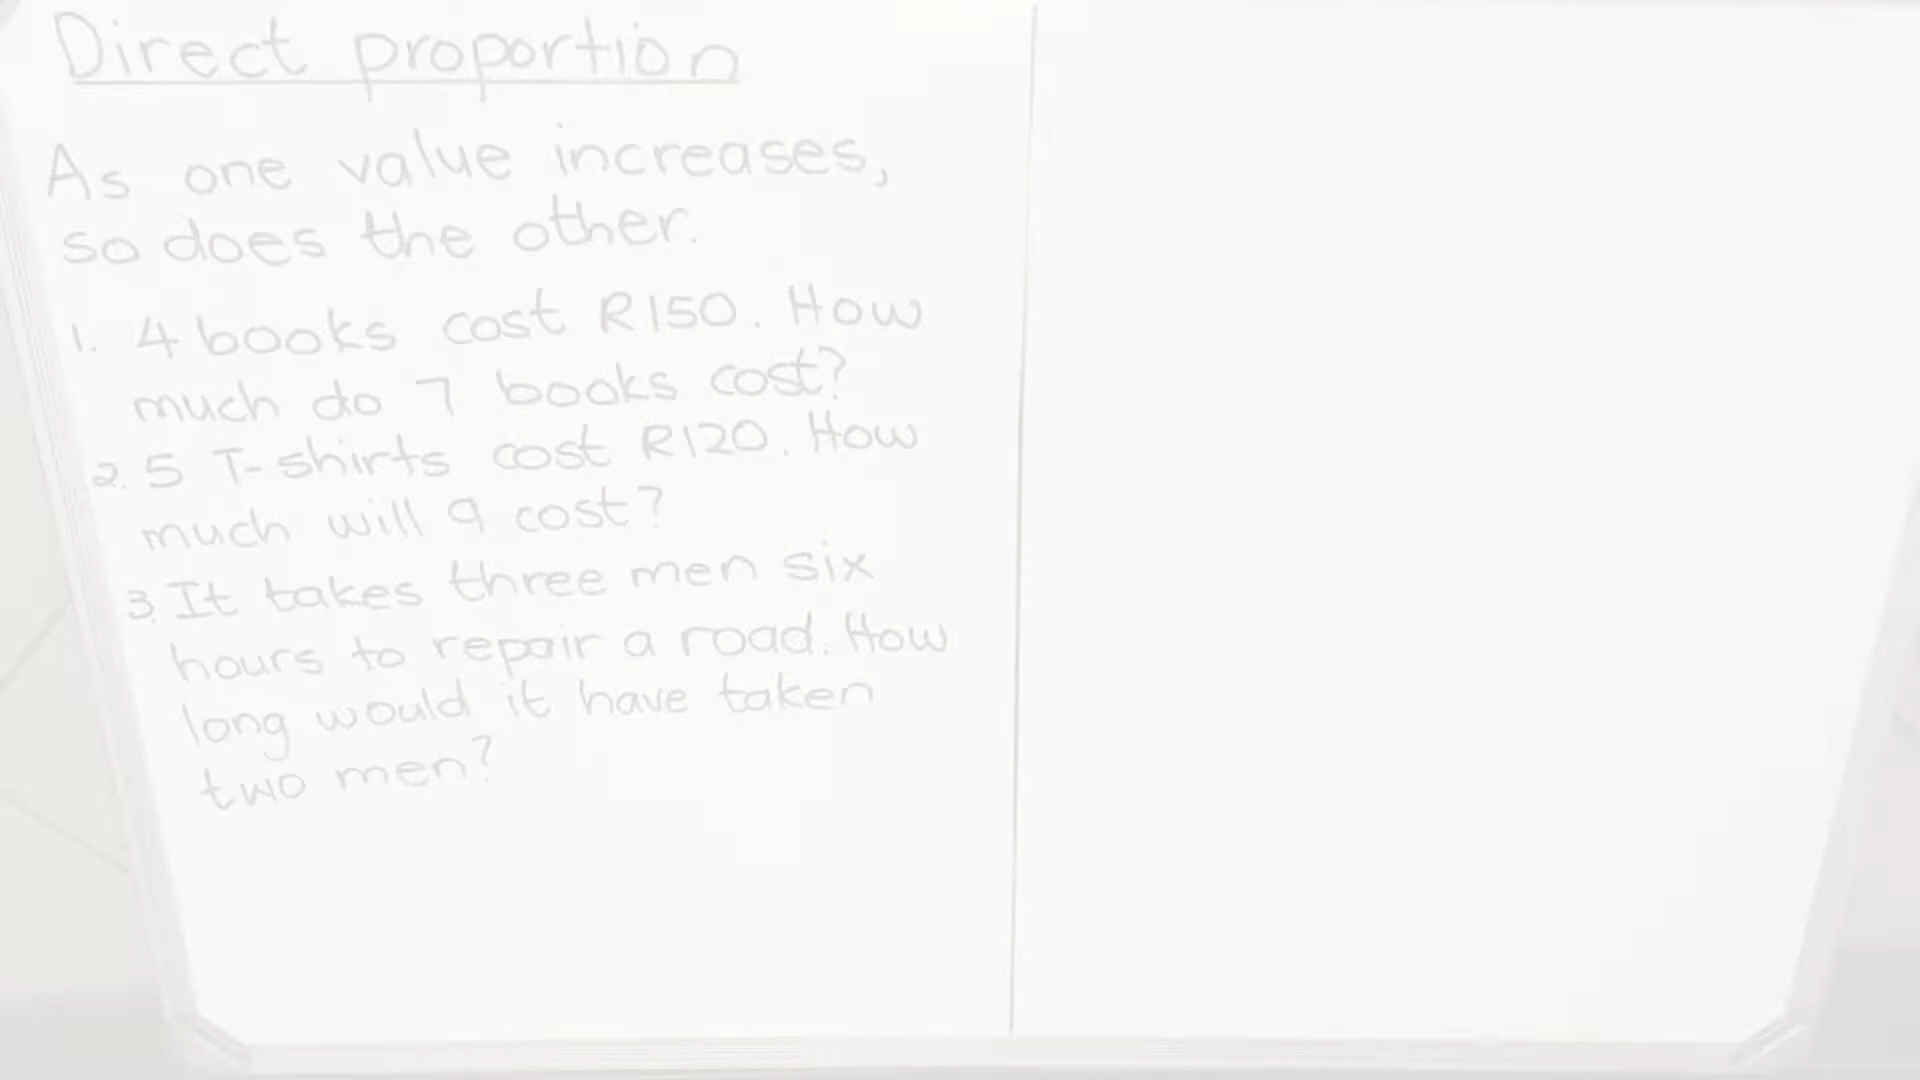 Direct proportion
As one value increases,
so does the other.
1. 4 books cost R150. How
much do 7 books cost?
2. 5 T-shirts cost R120. How
much will 9 cost?
3. It takes three men six
hours to repair a road. How
long would it have taken
two men?